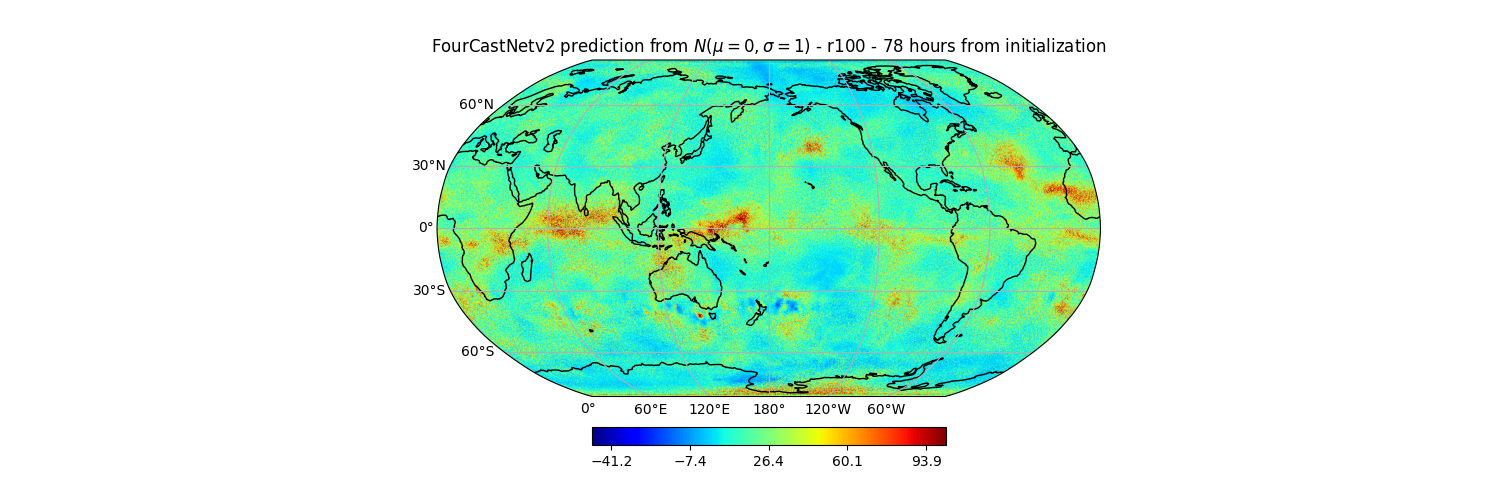 FourCastNetv2 prediction from N(μ = 0, σ = 1) - r100 - 78 hours from initialization
60°N
30°N
0°
30°S
60°S
0° 60°E 120°E 180° 120°W 60°W
−41.2 −7.4 26.4 60.1 93.9